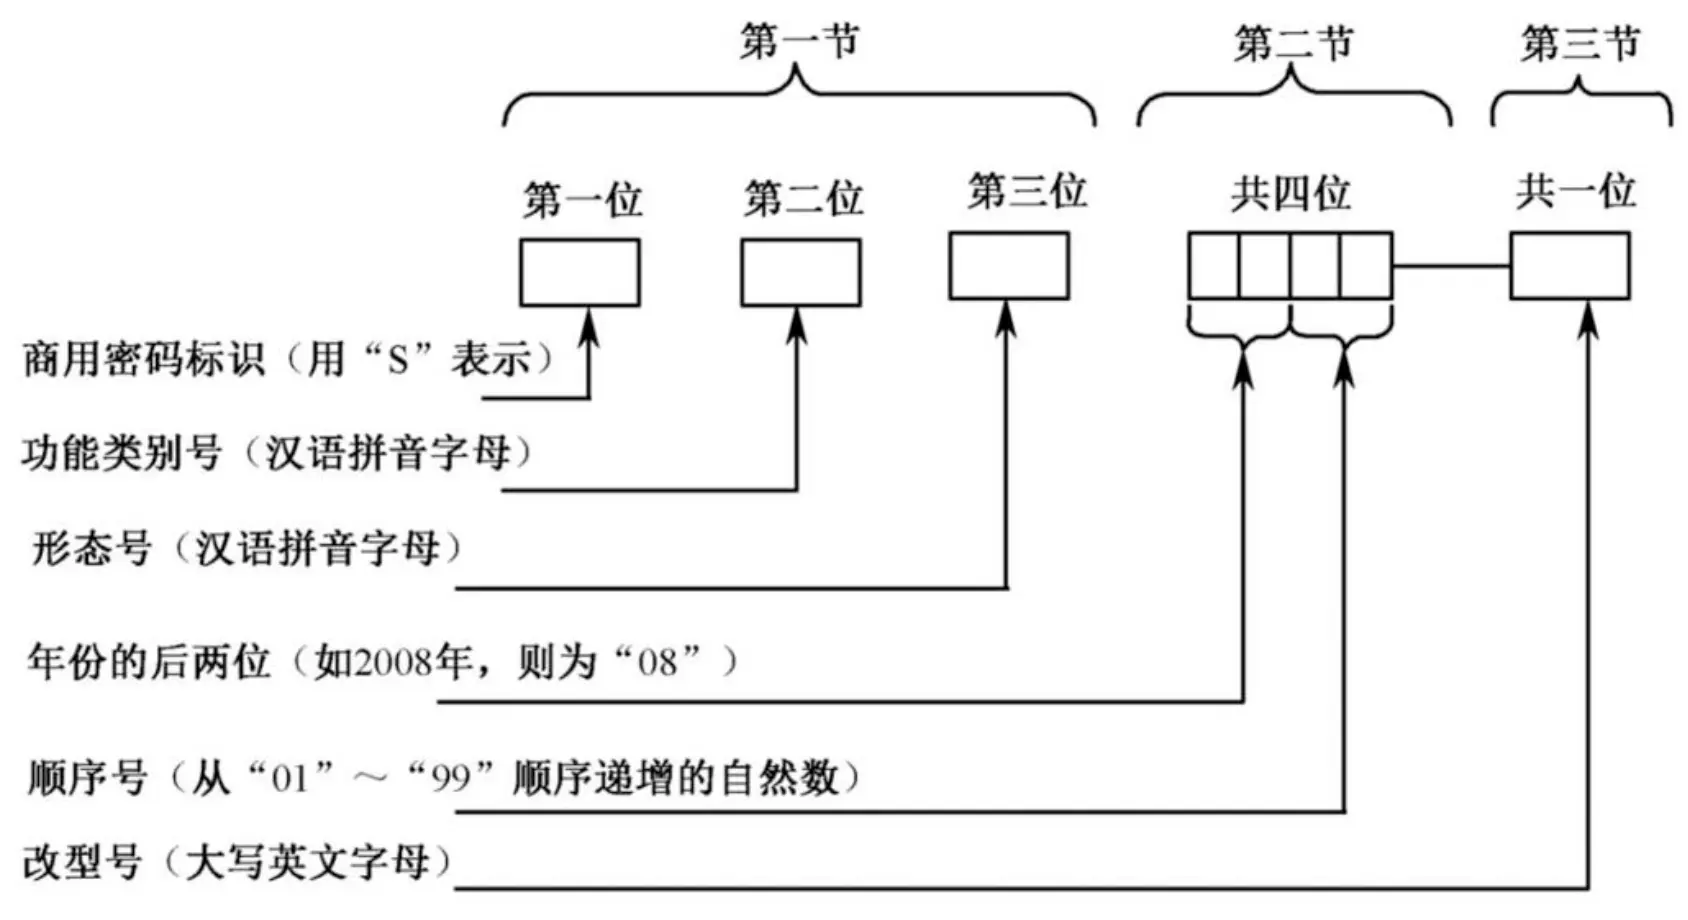 第一节 第二节 第三节
第一位 第二位 第三位 共四位 共一位
商用密码标识（用“S”表示）
功能类别号（汉语拼音字母）
形态号（汉语拼音字母）
年份的后两位（如2008年，则为“08”）
顺序号（从“01”～“99”顺序递增的自然数）
改型号（大写英文字母）